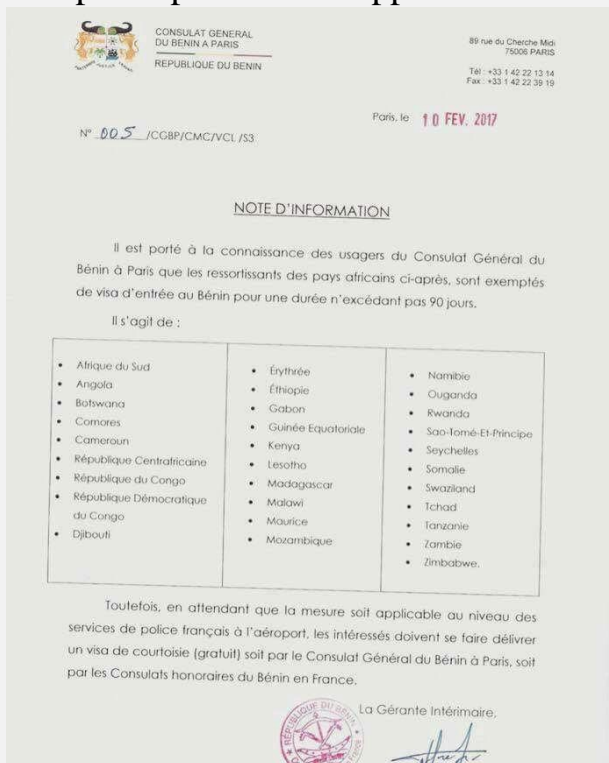 CONSULAT GENERAL
DU BENIN A PARIS
REPUBLIQUE DU BENIN
89 rue du Cherche Midi
75006 PARIS
Tél : +33 1 42 22 13 14
Fax : +33 1 42 22 39 19
Paris, le 10 FEV. 2017
N° 005 /CGBP/CMC/VCL /S3
NOTE D'INFORMATION
Il est porté à la connaissance des usagers du Consulat Général du
Bénin à Paris que les ressortissants des pays africains ci-après, sont exemptés
de visa d'entrée au Bénin pour une durée n'excédant pas 90 jours.
Il s'agit de :
• Afrique du Sud
• Angola
• Botswana
• Comores
• Cameroun
• République Centrafricaine
• République du Congo
• République Démocratique
du Congo
• Djibouti
• Érythrée
• Éthiopie
• Gabon
• Guinée Equatoriale
• Kenya
• Lesotho
• Madagascar
• Malawi
• Maurice
• Mozambique
• Namibie
• Ouganda
• Rwanda
• Sao-Tomé-Et-Principe
• Seychelles
• Somalie
• Swaziland
• Tchad
• Tanzanie
• Zambie
• Zimbabwe.
Toutefois, en attendant que la mesure soit applicable au niveau des
services de police français à l'aéroport, les intéressés doivent se faire délivrer
un visa de courtoisie (gratuit) soit par le Consulat Général du Bénin à Paris, soit
par les Consulats honoraires du Bénin en France.
La Gérante Intérimaire,
RÉPUBLIQUE DU BENIN